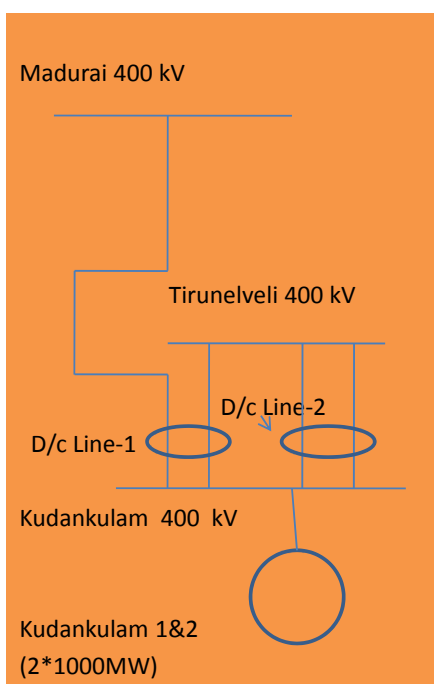 Madurai 400 kV
Tirunelveli 400 kV
D/c Line-2
D/c Line-1
Kudankulam  400  kV
Kudankulam 1&2
(2*1000MW)